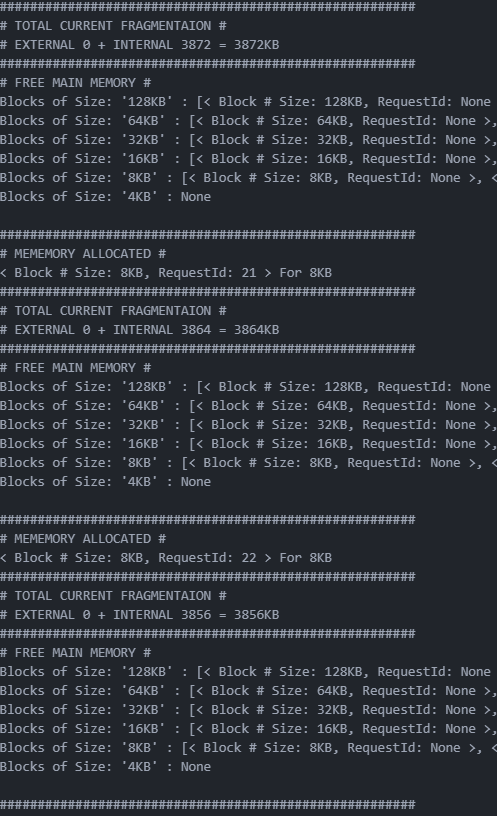 #######################################################
# TOTAL CURRENT FRAGMENTAION #
# EXTERNAL 0 + INTERNAL 3872 = 3872KB
#######################################################
# FREE MAIN MEMORY #
Blocks of Size: '128KB' : [< Block # Size: 128KB, RequestId: None
Blocks of Size: '64KB' : [< Block # Size: 64KB, RequestId: None >,
Blocks of Size: '32KB' : [< Block # Size: 32KB, RequestId: None >,
Blocks of Size: '16KB' : [< Block # Size: 16KB, RequestId: None >,
Blocks of Size: '8KB' : [< Block # Size: 8KB, RequestId: None >, <
Blocks of Size: '4KB' : None
#######################################################
# MEMEMORY ALLOCATED #
< Block # Size: 8KB, RequestId: 21 > For 8KB
#######################################################
# TOTAL CURRENT FRAGMENTAION #
# EXTERNAL 0 + INTERNAL 3864 = 3864KB
#######################################################
# FREE MAIN MEMORY #
Blocks of Size: '128KB' : [< Block # Size: 128KB, RequestId: None
Blocks of Size: '64KB' : [< Block # Size: 64KB, RequestId: None >,
Blocks of Size: '32KB' : [< Block # Size: 32KB, RequestId: None >,
Blocks of Size: '16KB' : [< Block # Size: 16KB, RequestId: None >,
Blocks of Size: '8KB' : [< Block # Size: 8KB, RequestId: None >, <
Blocks of Size: '4KB' : None
#######################################################
# MEMEMORY ALLOCATED #
< Block # Size: 8KB, RequestId: 22 > For 8KB
#######################################################
# TOTAL CURRENT FRAGMENTAION #
# EXTERNAL 0 + INTERNAL 3856 = 3856KB
#######################################################
# FREE MAIN MEMORY #
Blocks of Size: '128KB' : [< Block # Size: 128KB, RequestId: None
Blocks of Size: '64KB' : [< Block # Size: 64KB, RequestId: None >,
Blocks of Size: '32KB' : [< Block # Size: 32KB, RequestId: None >,
Blocks of Size: '16KB' : [< Block # Size: 16KB, RequestId: None >,
Blocks of Size: '8KB' : [< Block # Size: 8KB, RequestId: None >, <
Blocks of Size: '4KB' : None
#######################################################